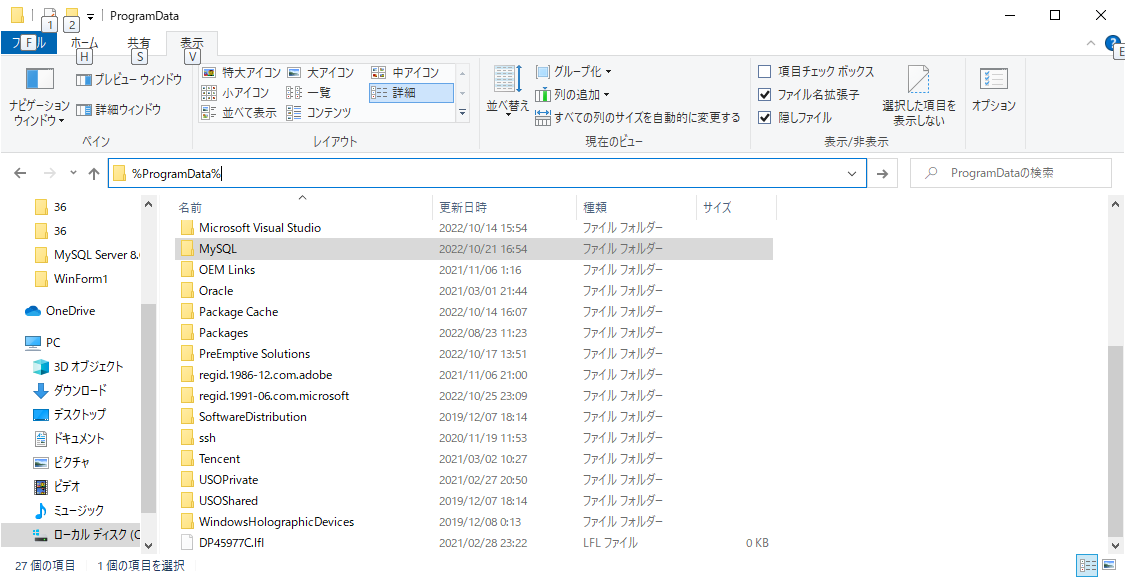 1 2 ProgramData
ファイル F ホーム 共有 表示
H S V E
ナビゲーション ウィンドウ プレビュー ウィンドウ 詳細ウィンドウ
ペイン
特大アイコン 大アイコン 中アイコン
小アイコン 一覧 詳細
並べて表示 コンテンツ
レイアウト
並べ替え グループ化
列の追加
すべての列のサイズを自動的に変更する
現在のビュー
項目チェック ボックス
ファイル名拡張子
隠しファイル
選択した項目を 表示しない
表示/非表示
オプション
%ProgramData% ProgramDataの検索
36
36
MySQL Server 8.
WinForm1
OneDrive
PC
3D オブジェクト
ダウンロード
デスクトップ
ドキュメント
ピクチャ
ビデオ
ミュージック
ローカル ディスク (C
名前 更新日時 種類 サイズ
Microsoft Visual Studio 2022/10/14 15:54 ファイル フォルダー
MySQL 2022/10/21 16:54 ファイル フォルダー
OEM Links 2021/11/06 1:16 ファイル フォルダー
Oracle 2021/03/01 21:44 ファイル フォルダー
Package Cache 2022/10/14 16:07 ファイル フォルダー
Packages 2022/08/23 11:23 ファイル フォルダー
PreEmptive Solutions 2022/10/17 13:51 ファイル フォルダー
regid.1986-12.com.adobe 2021/11/06 21:00 ファイル フォルダー
regid.1991-06.com.microsoft 2022/10/25 23:09 ファイル フォルダー
SoftwareDistribution 2019/12/07 18:14 ファイル フォルダー
ssh 2020/11/19 11:53 ファイル フォルダー
Tencent 2021/03/02 10:27 ファイル フォルダー
USOPrivate 2021/02/27 20:50 ファイル フォルダー
USOShared 2019/12/07 18:14 ファイル フォルダー
WindowsHolographicDevices 2019/12/08 0:13 ファイル フォルダー
DP45977C.lfl 2021/02/28 23:22 LFL ファイル 0 KB
27 個の項目 1 個の項目を選択